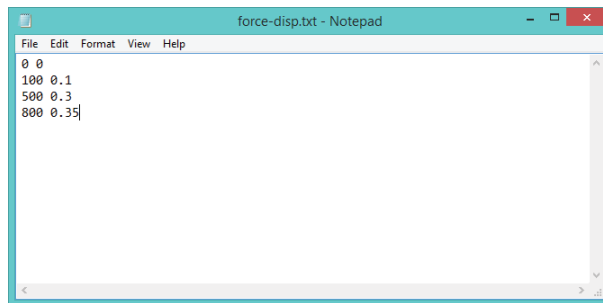 force-disp.txt - Notepad
File Edit Format View Help
0 0
100 0.1
500 0.3
800 0.35